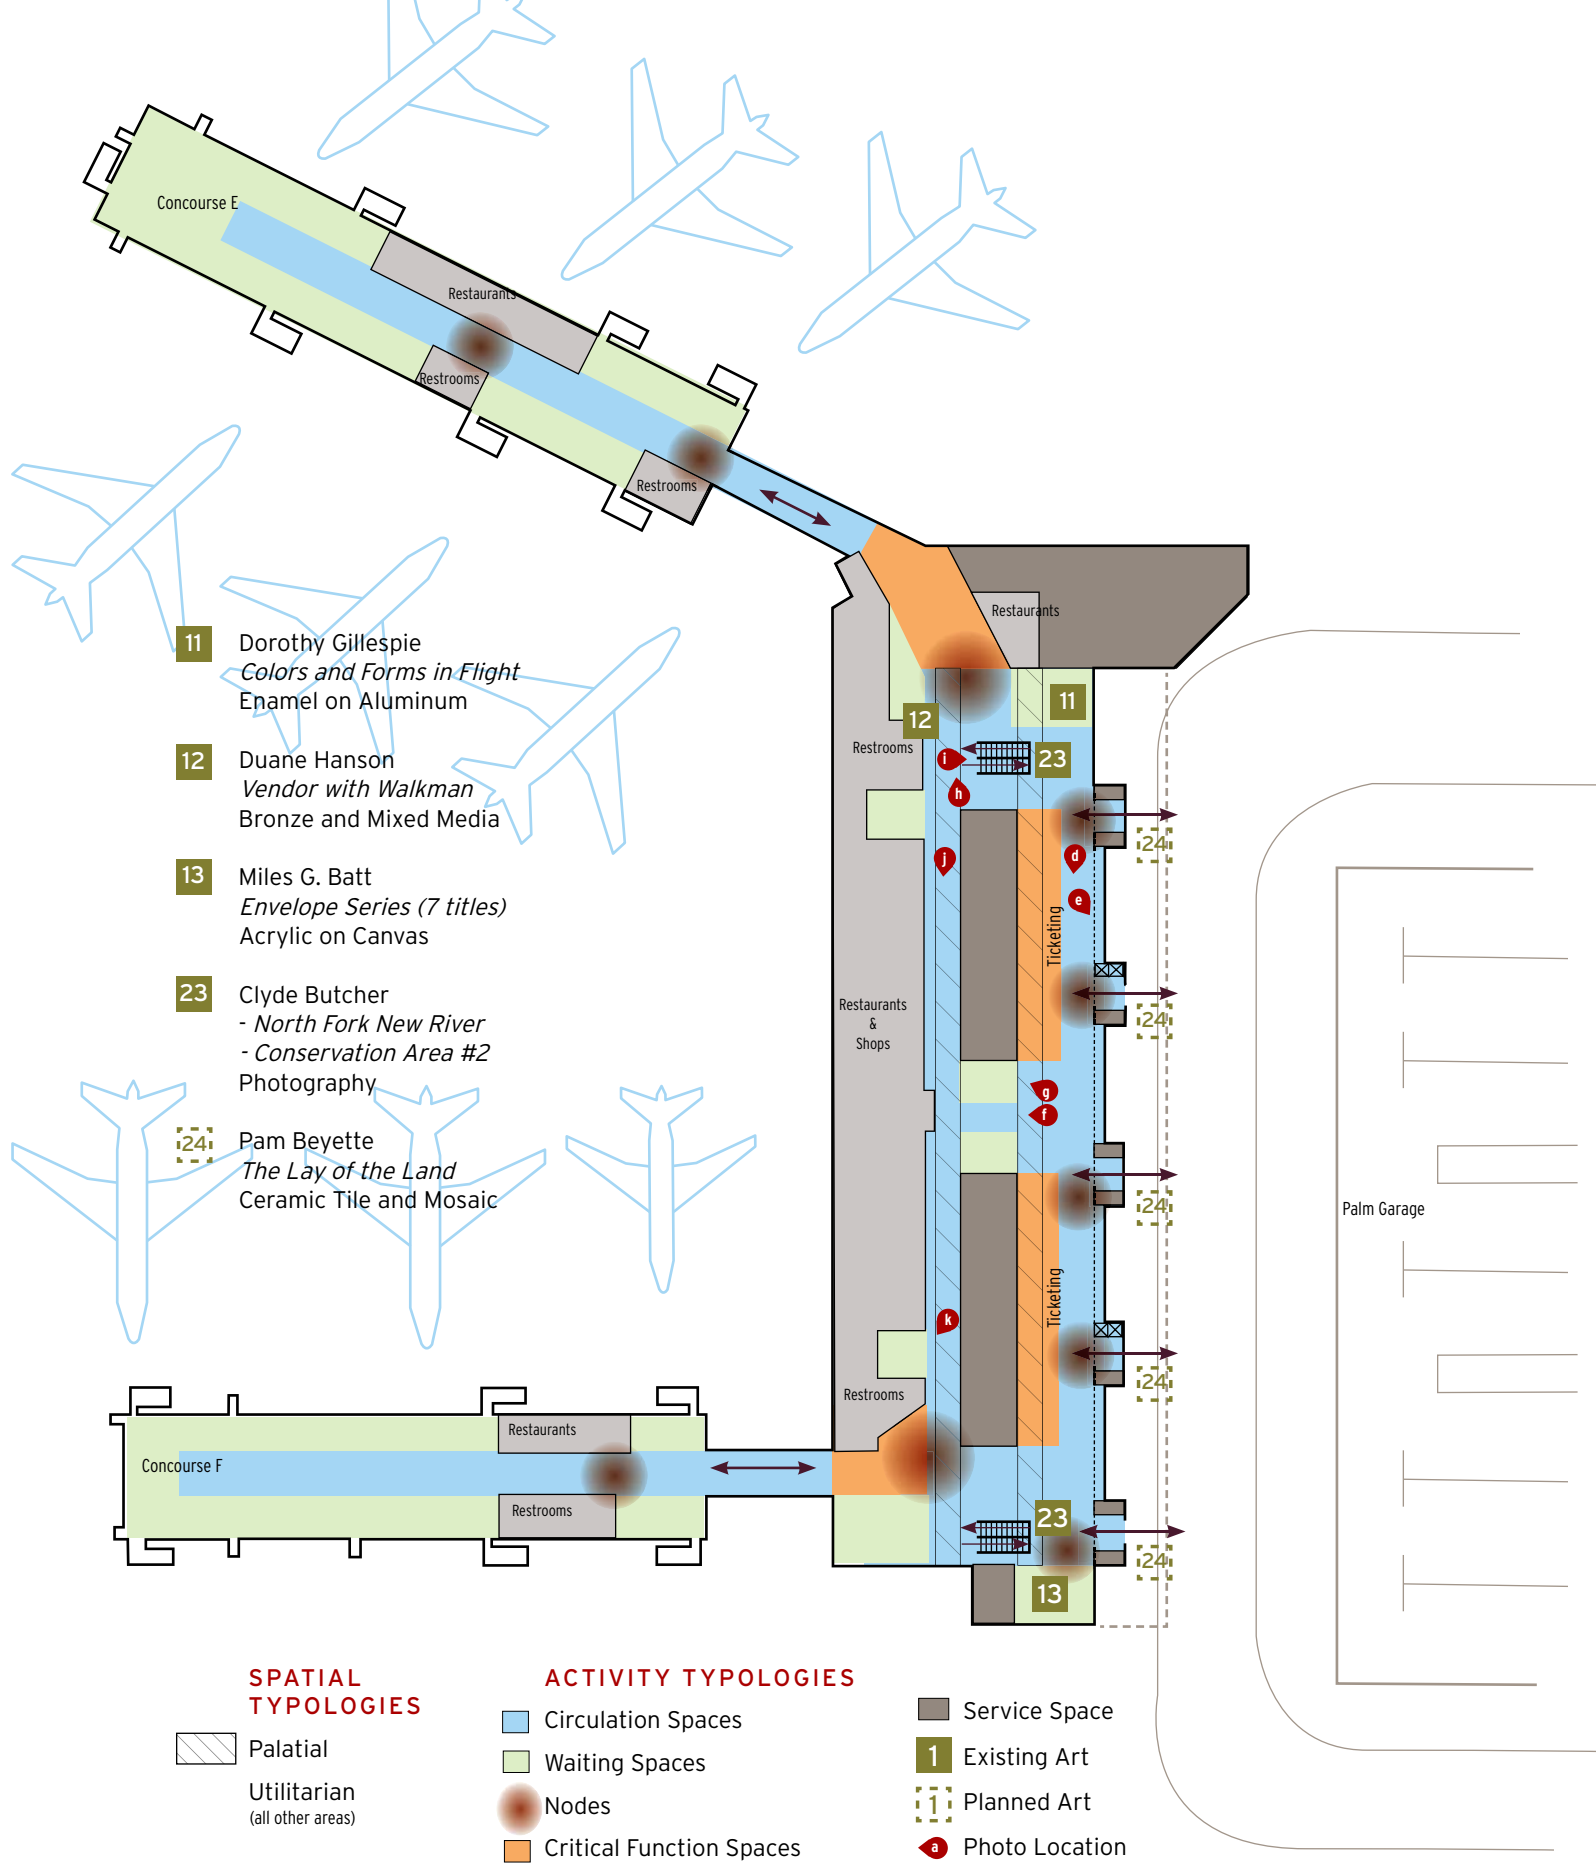 Concourse E
Restaurants
Restrooms
Restrooms
Restaurants
11
Dorothy Gillespie
Colors and Forms in Flight
Enamel on Aluminum
12
Duane Hanson
Vendor with Walkman
Bronze and Mixed Media
13
Miles G. Batt
Envelope Series (7 titles)
Acrylic on Canvas
23
Clyde Butcher
- North Fork New River
- Conservation Area #2
Photography
24
Pam Beyette
The Lay of the Land
Ceramic Tile and Mosaic
11
12
Restrooms
i
23
h
24
j
d
e
Ticketing
Restaurants
&
Shops
24
g
f
24
Palm Garage
Ticketing
k
24
Restrooms
Restaurants
Concourse F
Restrooms
23
24
13
SPATIAL
TYPOLOGIES
Palatial
Utilitarian
(all other areas)
ACTIVITY TYPOLOGIES
Circulation Spaces
Waiting Spaces
Nodes
Critical Function Spaces
Service Space
1
Existing Art
1
Planned Art
a
Photo Location